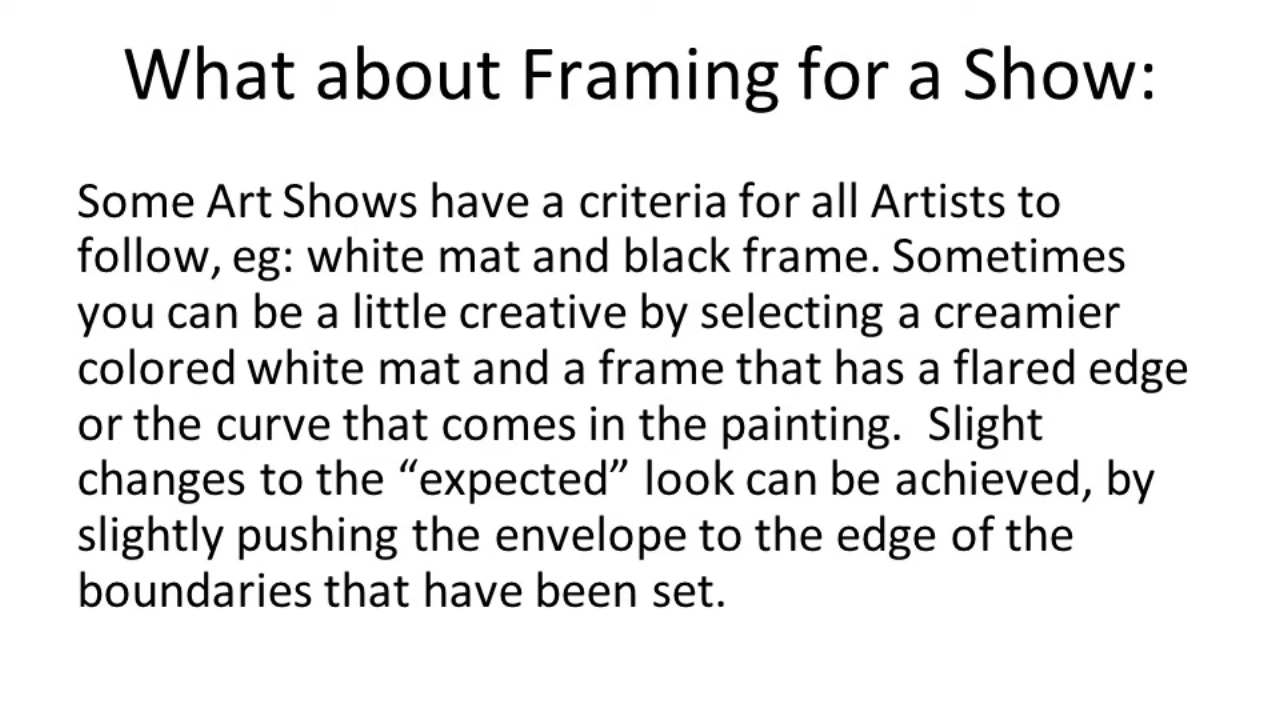 What about Framing for a Show:
Some Art Shows have a criteria for all Artists to
follow, eg: white mat and black frame. Sometimes
you can be a little creative by selecting a creamier
colored white mat and a frame that has a flared edge
or the curve that comes in the painting.  Slight
changes to the “expected” look can be achieved, by
slightly pushing the envelope to the edge of the
boundaries that have been set.